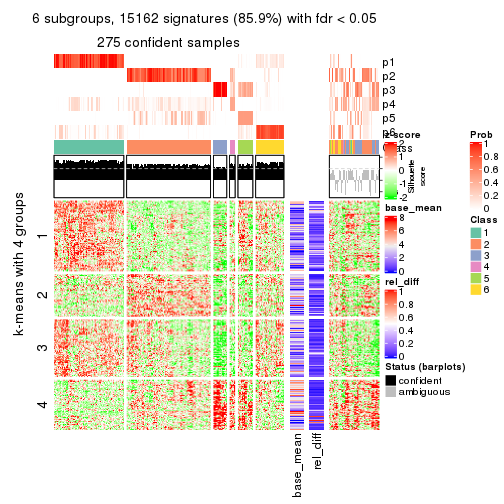 6 subgroups, 15162 signatures (85.9%) with fdr < 0.05
275 confident samples
p1
p2
p3
p4
p5
p6
Class
z-score
2
1
0
-1
-2
Silhouette
score
Prob
1
0.8
0.6
0.4
0.2
0
Class
1
2
3
4
5
6
base_mean
8
6
4
2
0
rel_diff
1
0.8
0.6
0.4
0.2
0
Status (barplots)
confident
ambiguous
k-means with 4 groups
1
2
3
4
base_mean
rel_diff